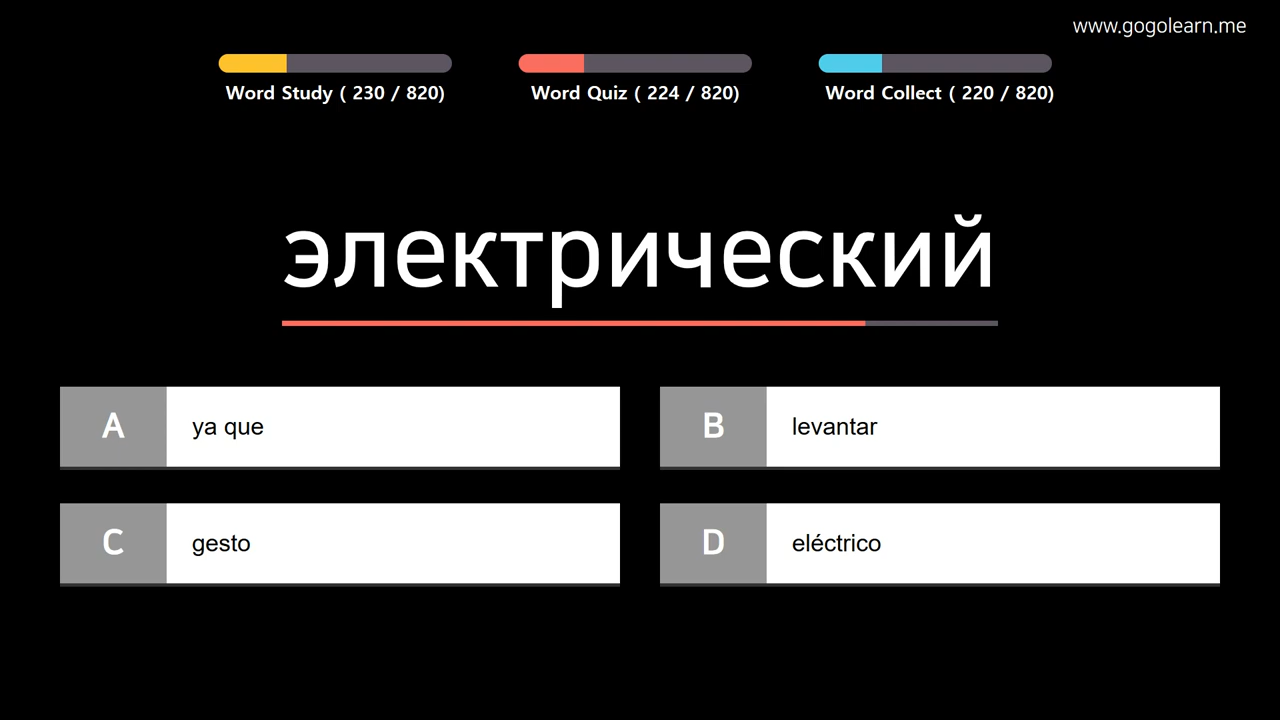 www.gogolearn.me
Word Study ( 230 / 820)
Word Quiz ( 224 / 820)
Word Collect ( 220 / 820)
электрический
A ya que
B levantar
C gesto
D eléctrico